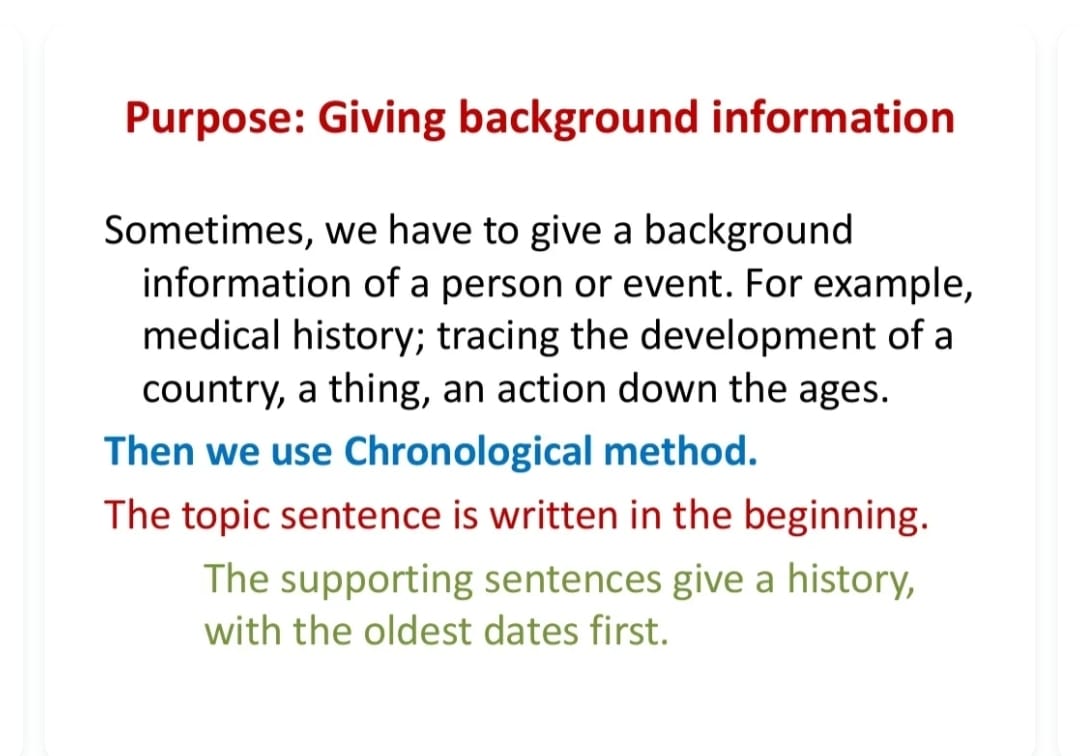 Purpose: Giving background information
Sometimes, we have to give a background
information of a person or event. For example,
medical history; tracing the development of a
country, a thing, an action down the ages.
Then we use Chronological method.
The topic sentence is written in the beginning.
The supporting sentences give a history,
with the oldest dates first.